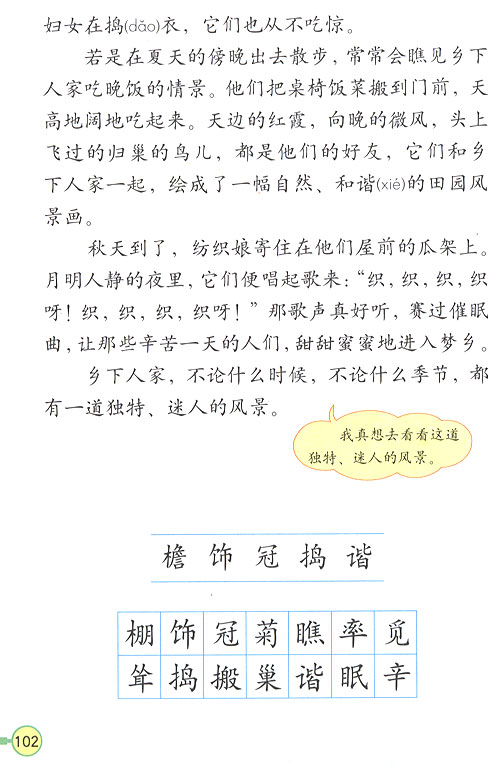 妇女在捣(dǎo)衣，它们也从不吃惊。
若是在夏天的傍晚出去散步，常常会瞧见乡下
人家吃晚饭的情景。他们把桌椅饭菜搬到门前，天
高地阔地吃起来。天边的红霞，向晚的微风，头上
飞过的归巢的鸟儿，都是他们的好友，它们和乡
下人家一起，绘成了一幅自然、和谐(xié)的田园风
景画。
秋天到了，纺织娘寄住在他们屋前的瓜架上。
月明人静的夜里，它们便唱起歌来：“织，织，织，织
呀！织，织，织，织呀！”那歌声真好听，赛过催眠
曲，让那些辛苦一天的人们，甜甜蜜蜜地进入梦乡。
乡下人家，不论什么时候，不论什么季节，都
有一道独特、迷人的风景。
我真想去看看这道
独特、迷人的风景。
檐 饰 冠 捣 谐
棚 饰 冠 菊 瞧 率 觅
耸 捣 搬 巢 谐 眠 辛
102